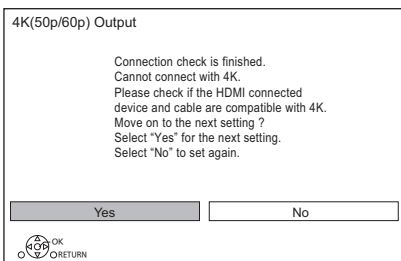 4K(50p/60p) Output
Connection check is finished.
Cannot connect with 4K.
Please check if the HDMI connected
device and cable are compatible with 4K.
Move on to the next setting ?
Select “Yes” for the next setting.
Select “No” to set again.
Yes
No
OK
RETURN